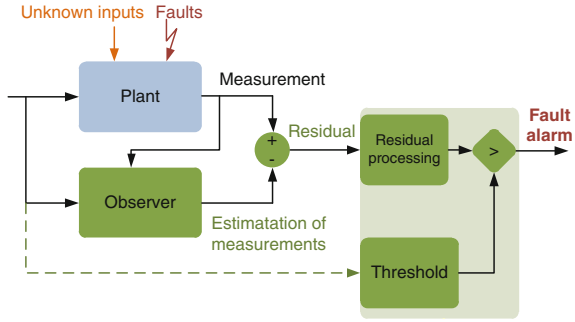 Unknown inputs
Faults
Plant
Measurement
+
-
Residual
Residual
processing
>
Fault
alarm
Observer
Estimatation of
measurements
Threshold